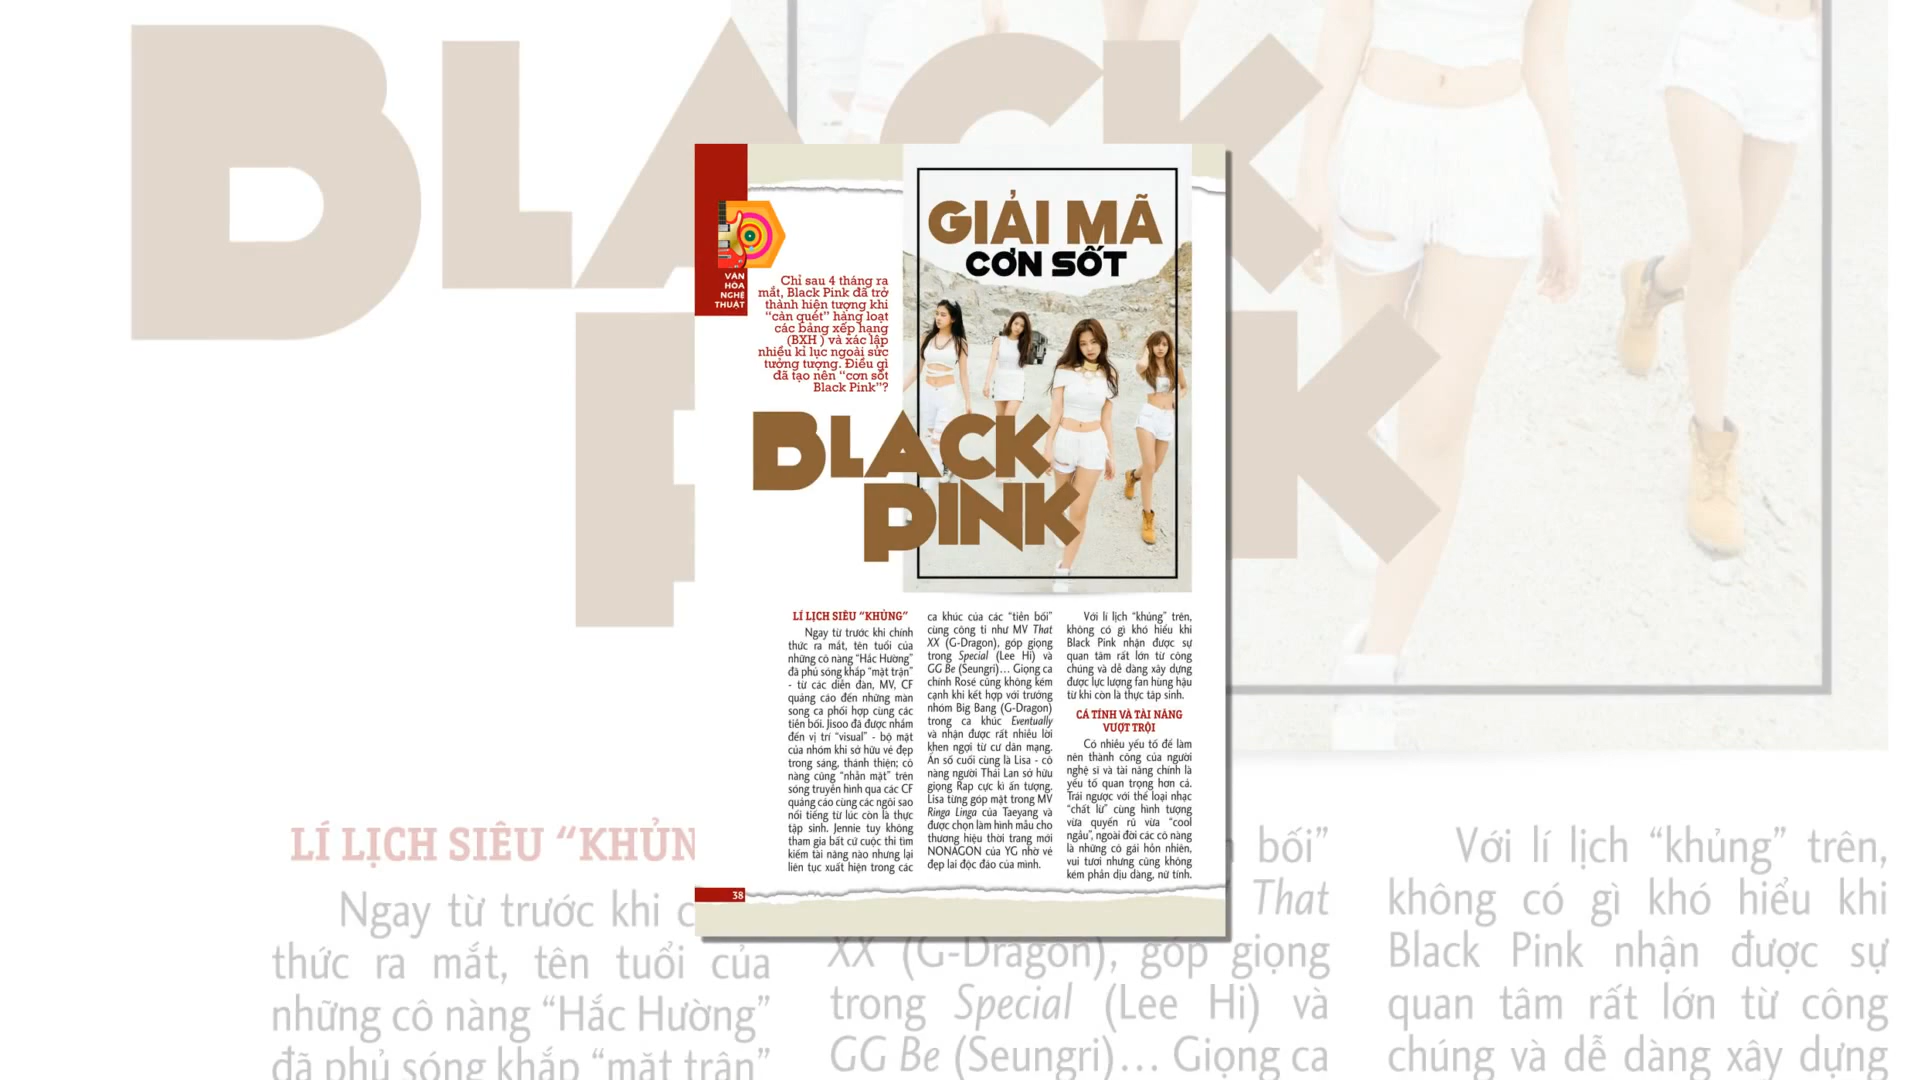 VĂN
HÓA
NGHỆ
THUẬT
GIẢI MÃ
CƠN SỐT
Chỉ sau 4 tháng ra
mắt, Black Pink đã trở
thành hiện tượng khi
“càn quét” hàng loạt
các bảng xếp hạng
(BXH ) và xác lập
nhiều kỉ lục ngoài sức
tưởng tượng. Điều gì
đã tạo nên “cơn sốt
Black Pink”?
BLACK
PINK
LÍ LỊCH SIÊU “KHỦNG”
Ngay từ trước khi chính
thức ra mắt, tên tuổi của
những cô nàng “Hắc Hường”
đã phủ sóng khắp “mặt trận”
- từ các diễn đàn, MV, CF
quảng cáo đến những màn
song ca phối hợp cùng các
tiền bối. Jisoo đã được nhắm
đến vị trí “visual” - bộ mặt
của nhóm khi sở hữu vẻ đẹp
trong sáng, thánh thiện; cô
nàng cũng “nhẵn mặt” trên
sóng truyền hình qua các CF
quảng cáo cùng các ngôi sao
nổi tiếng từ lúc còn là thực
tập sinh. Jennie tuy không
tham gia bất cứ cuộc thi tìm
kiếm tài năng nào nhưng lại
liên tục xuất hiện trong các
ca khúc của các “tiền bối”
cùng công ti như MV That
XX (G-Dragon), góp giọng
trong Special (Lee Hi) và
GG Be (Seungri)… Giọng ca
chính Rosé cũng không kém
cạnh khi kết hợp với trưởng
nhóm Big Bang (G-Dragon)
trong ca khúc Eventually
và nhận được rất nhiều lời
khen ngợi từ cư dân mạng.
Ẩn số cuối cùng là Lisa - cô
nàng người Thái Lan sở hữu
giọng Rap cực kì ấn tượng.
Lisa từng góp mặt trong MV
Ringa Linga của Taeyang và
được chọn làm hình mẫu cho
thương hiệu thời trang mới
NONAGON của YG nhờ vẻ
đẹp lai độc đáo của mình.
Với lí lịch “khủng” trên,
không có gì khó hiểu khi
Black Pink nhận được sự
quan tâm rất lớn từ công
chúng và dễ dàng xây dựng
được lực lượng fan hùng hậu
từ khi còn là thực tập sinh.
CÁ TÍNH VÀ TÀI NĂNG
VƯỢT TRỘI
Có nhiều yếu tố để làm
nên thành công của người
nghệ sĩ và tài năng chính là
yếu tố quan trọng hơn cả.
Trái ngược với thể loại nhạc
“chất lừ” cùng hình tượng
vừa quyến rũ vừa “cool
ngầu”, ngoài đời các cô nàng
là những cô gái hồn nhiên,
vui tươi nhưng cũng không
kém phần dịu dàng, nữ tính.
38
BLACK
P K
LÍ LỊCH SIÊU “KHỦN
Ngay từ trước khi c
thức ra mắt, tên tuổi của
những cô nàng “Hắc Hường”
đã phủ sóng khắp “mặt trận”
bối”
That
XX (G-Dragon), góp giọng
trong Special (Lee Hi) và
GG Be (Seungri)… Giọng ca
Với lí lịch “khủng” trên,
không có gì khó hiểu khi
Black Pink nhận được sự
quan tâm rất lớn từ công
chúng và dễ dàng xây dựng